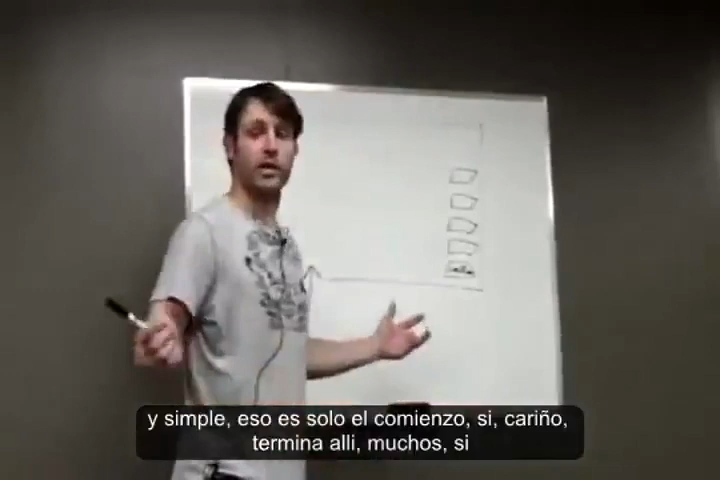 y simple, eso es solo el comienzo, si, cariño,
termina alli, muchos, si